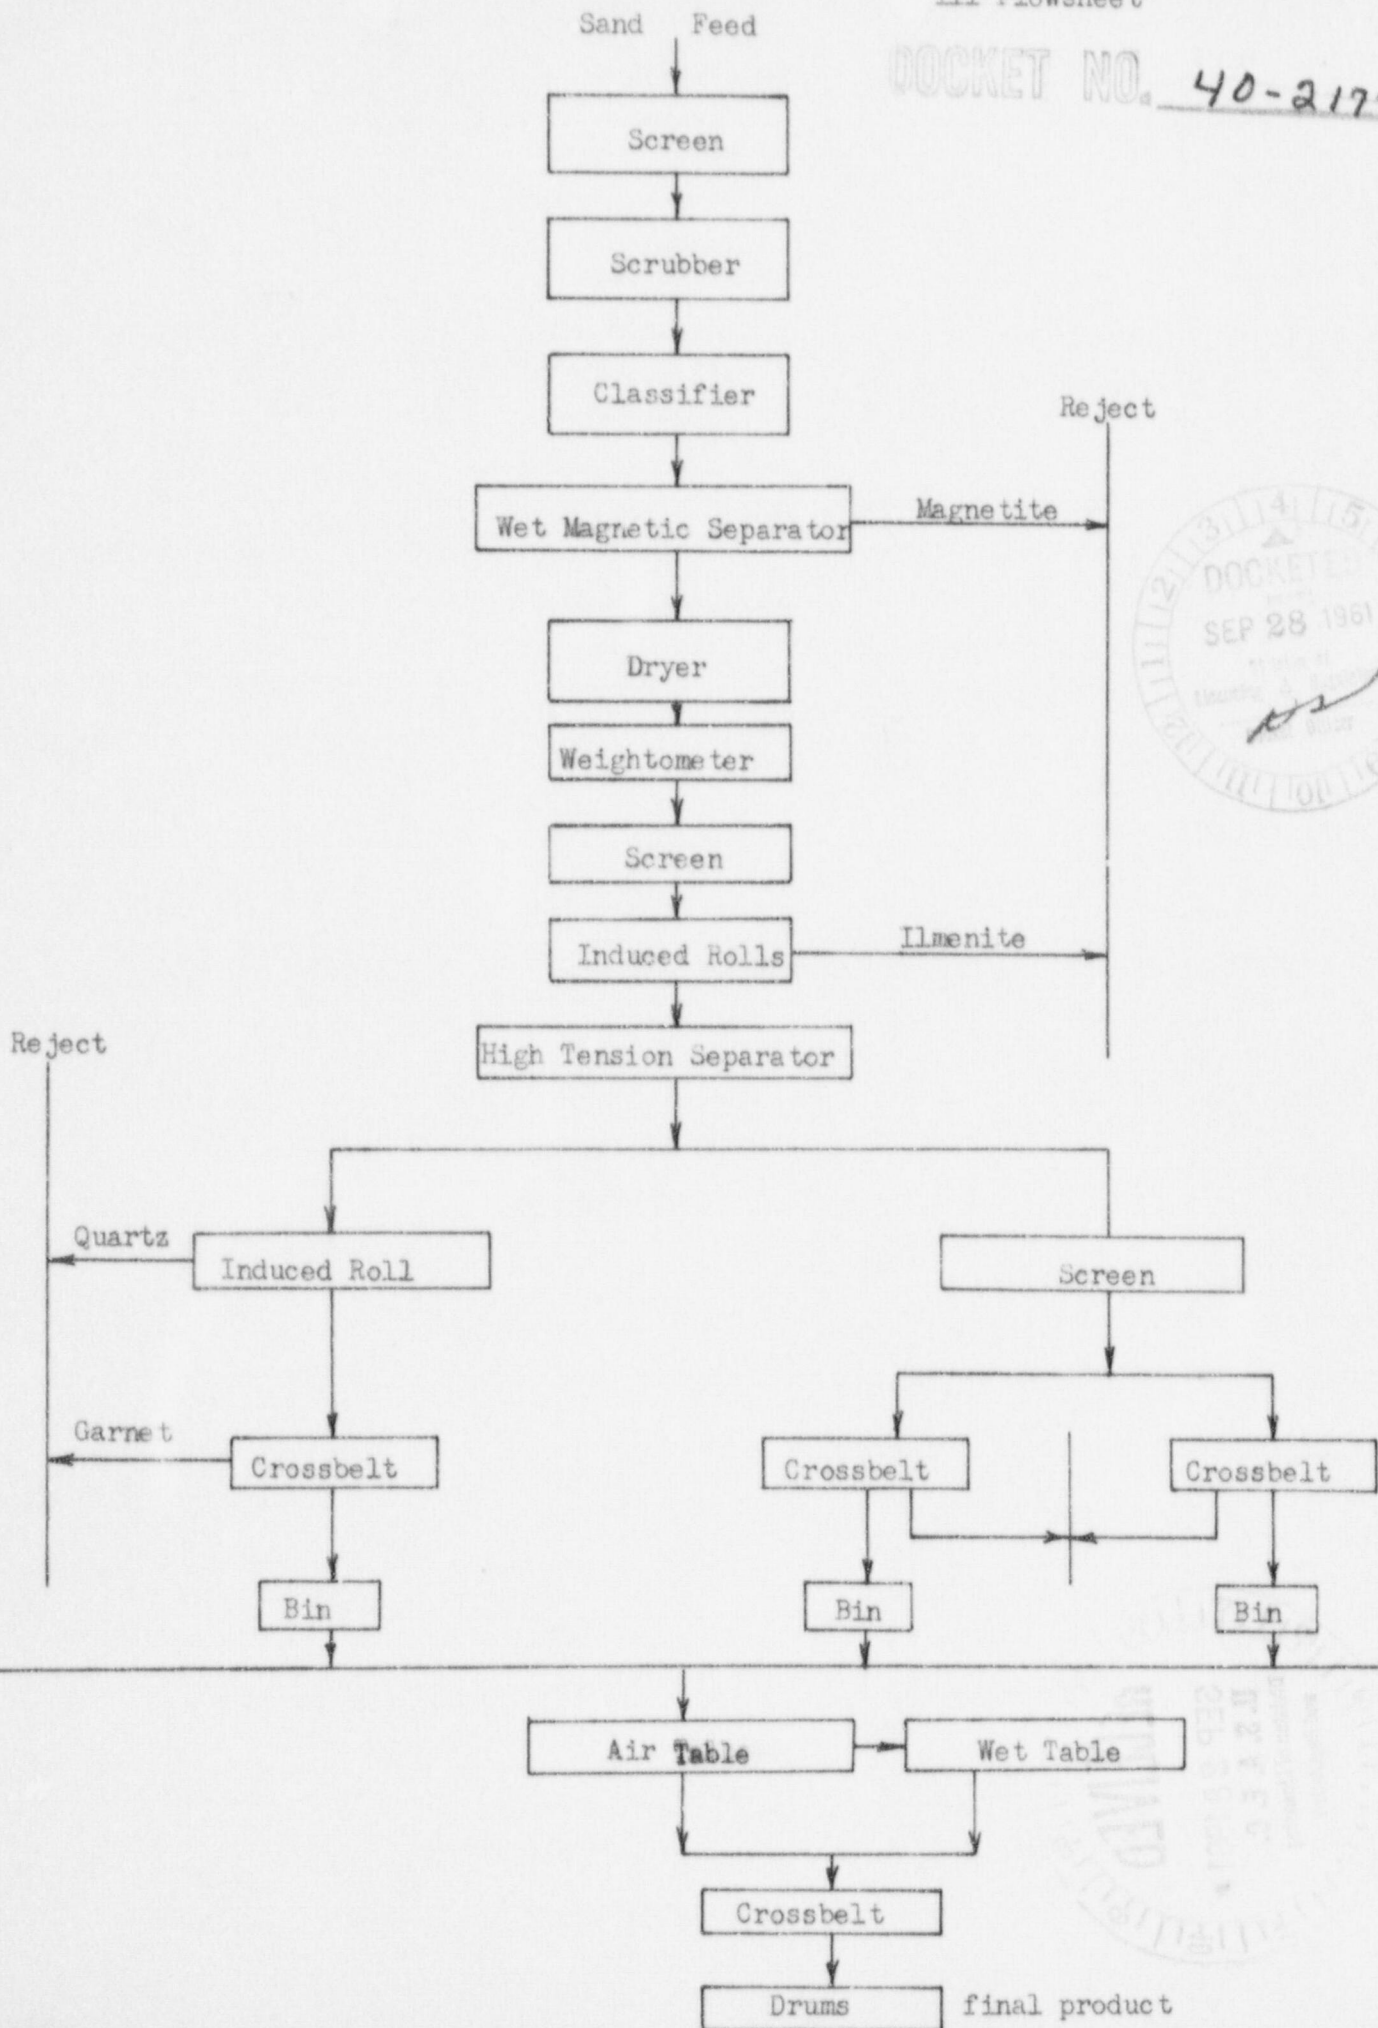 III Flowsheet
Sand Feed
DOCKET NO. 40-217
Screen
Scrubber
Classifier
Reject
Wet Magnetic Separator
Magnetite
DOCKETED
SEP 28 1961
Dryer
Weightometer
Screen
Induced Rolls
Ilmenite
Reject
High Tension Separator
Quartz
Induced Roll
Screen
Garnet
Crossbelt
Crossbelt
Crossbelt
Bin
Bin
Bin
Air Table
Wet Table
Crossbelt
Drums
final product